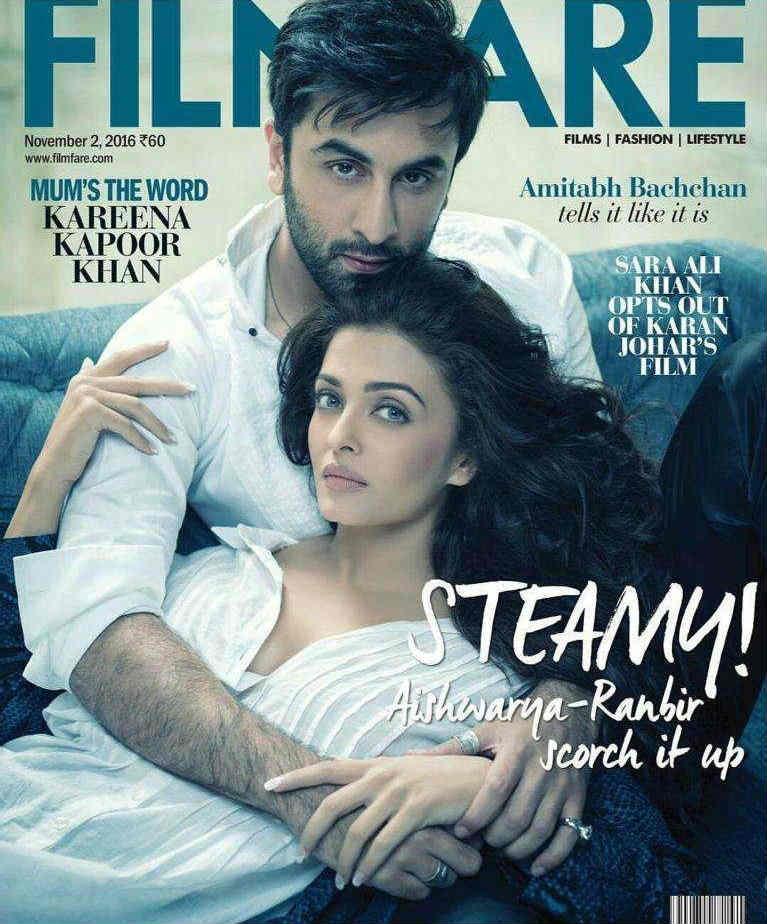 FILMFARE
November 2, 2016 ₹60
www.filmfare.com
FILMS | FASHION | LIFESTYLE
MUM'S THE WORD
KAREENA
KAPOOR
KHAN
Amitabh Bachchan
tells it like it is
SARA ALI
KHAN
OPTS OUT
OF KARAN
JOHAR'S
FILM
STEAMY!
Aishwarya-Ranbir
scorch it up